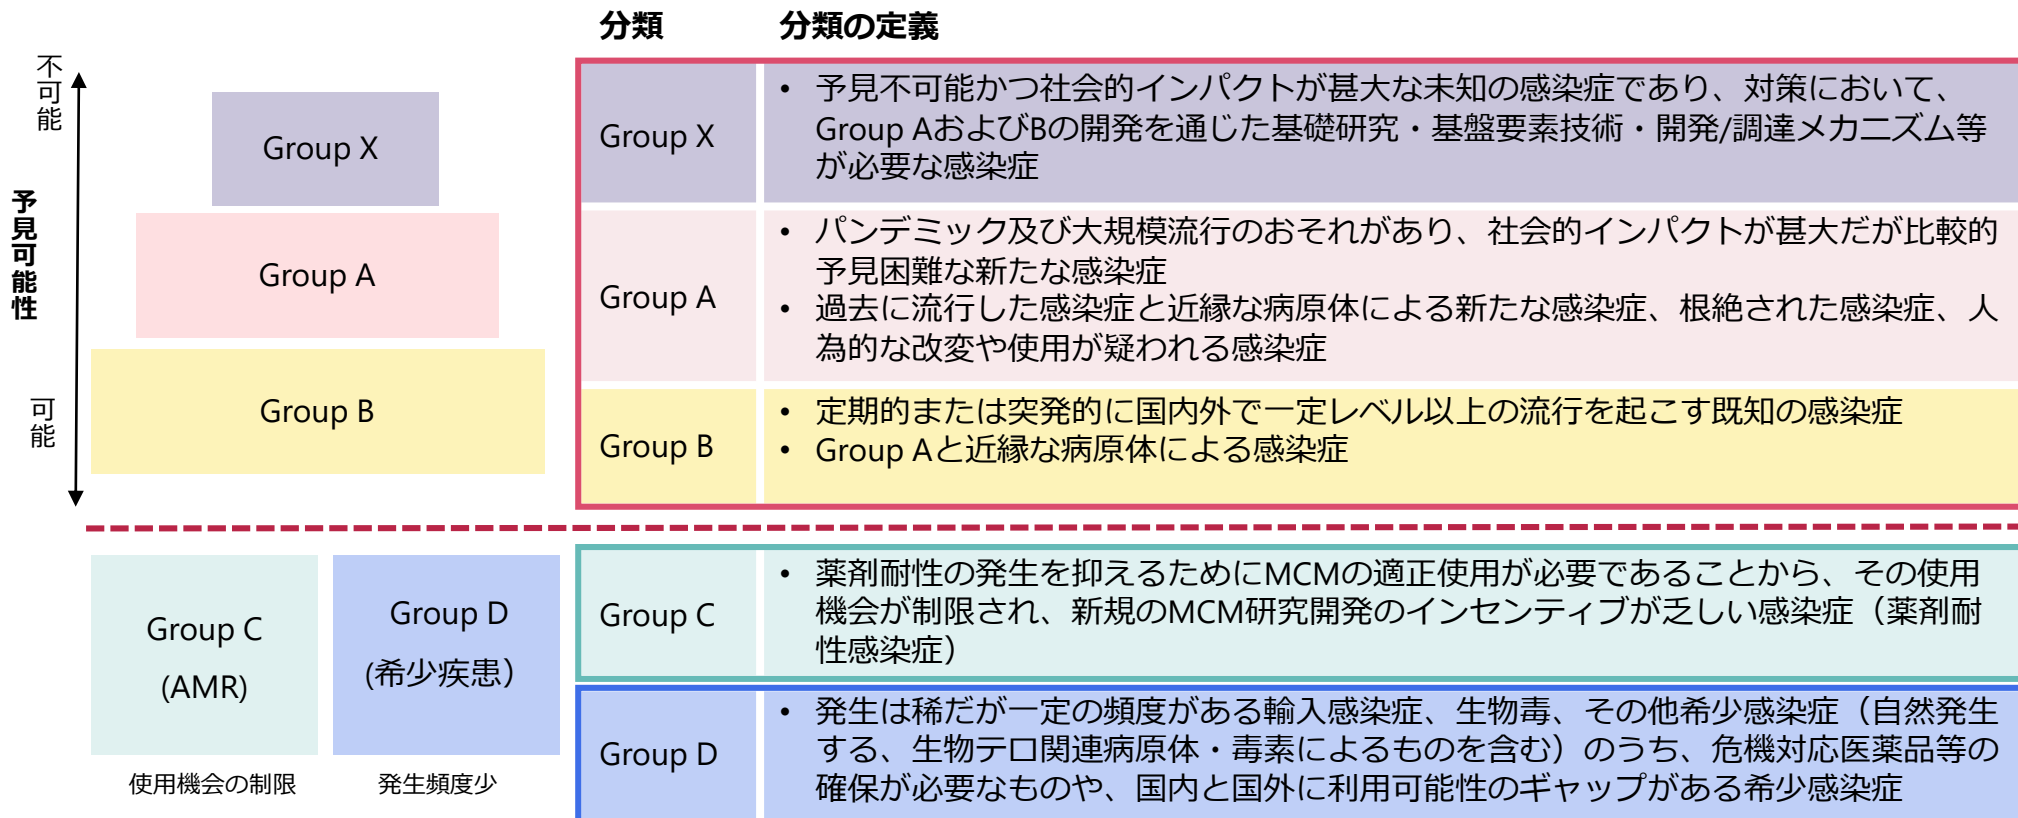 分類
分類の定義
不可能
予見可能性
可能
Group X
Group A
Group B
Group X
• 予見不可能かつ社会的インパクトが甚大な未知の感染症であり、対策において、
Group AおよびBの開発を通じた基礎研究・基盤要素技術・開発/調達メカニズム等
が必要な感染症
Group A
• パンデミック及び大規模流行のおそれがあり、社会的インパクトが甚大だが比較的
予見困難な新たな感染症
• 過去に流行した感染症と近縁な病原体による新たな感染症、根絶された感染症、人
為的な改変や使用が疑われる感染症
Group B
• 定期的または突発的に国内外で一定レベル以上の流行を起こす既知の感染症
• Group Aと近縁な病原体による感染症
Group C
(AMR)
使用機会の制限
Group D
(希少疾患）
発生頻度少
Group C
• 薬剤耐性の発生を抑えるためにMCMの適正使用が必要であることから、その使用
機会が制限され、新規のMCM研究開発のインセンティブが乏しい感染症（薬剤耐
性感染症）
Group D
• 発生は稀だが一定の頻度がある輸入感染症、生物毒、その他希少感染症（自然発生
する、生物テロ関連病原体・毒素によるものを含む）のうち、危機対応医薬品等の
確保が必要なものや、国内と国外に利用可能性のギャップがある希少感染症